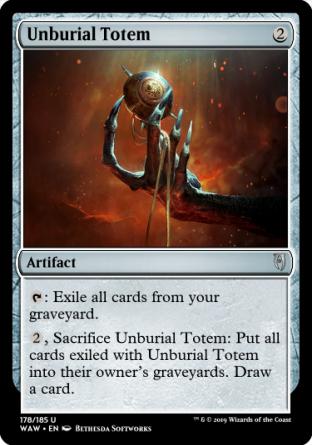 Unburial Totem 2
Artifact
: Exile all cards from your
graveyard.
2 , Sacrifice Unburial Totem: Put all
cards exiled with Unburial Totem
into their owner's graveyards. Draw
a card.
178/185 U
WAW • EN Bethesda Softworks
™ & © 2019 Wizards of the Coast